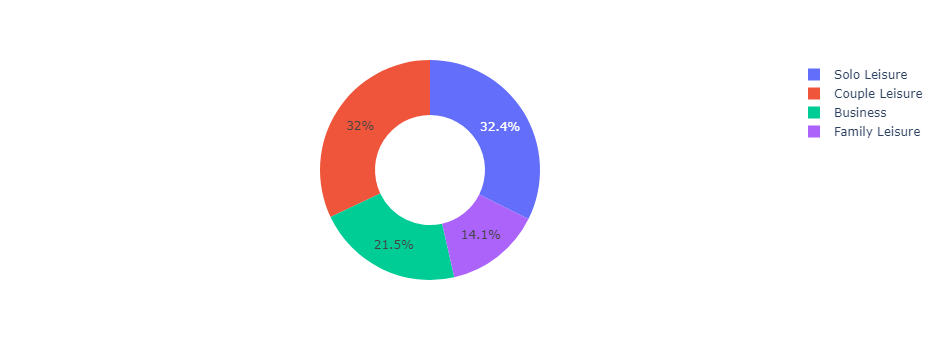 32.4%
32%
21.5%
14.1%
Solo Leisure
Couple Leisure
Business
Family Leisure